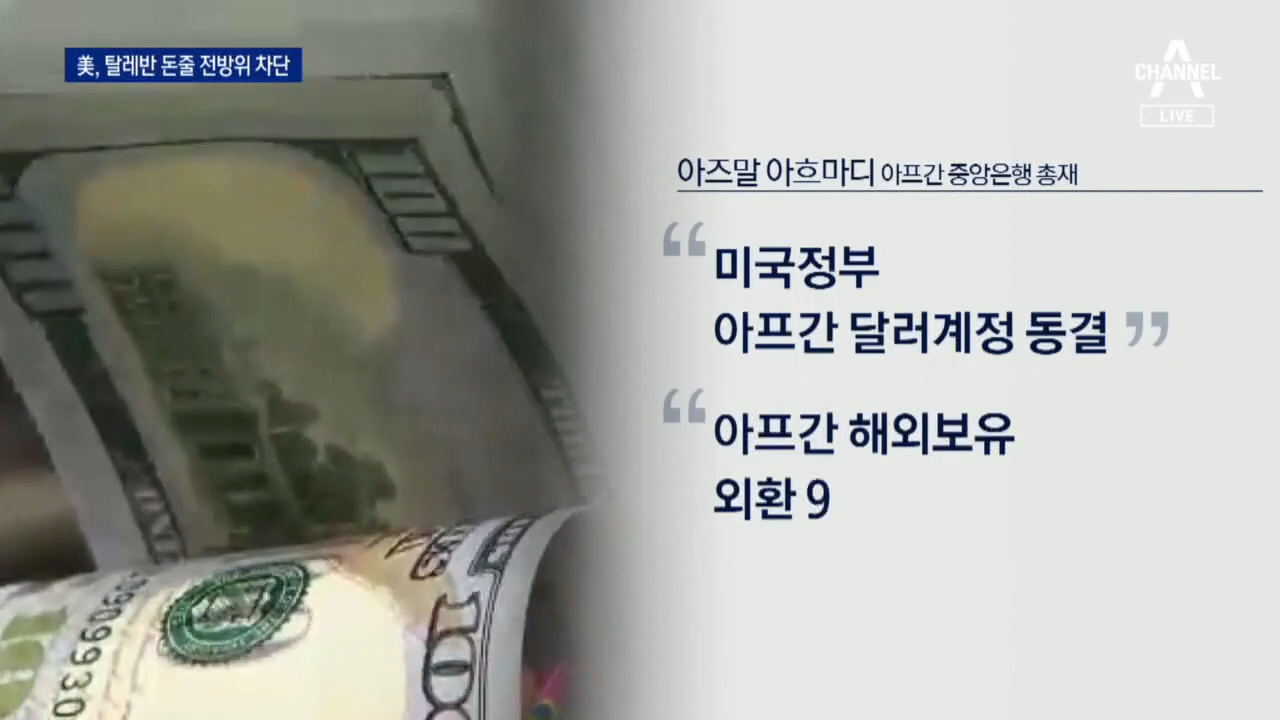 美, 탈레반 돈줄 전방위 차단
CHANNEL A
LIVE
아즈말 아흐마디 아프간 중앙은행 총재
“ 미국정부
아프간 달러계정 동결 ”
“ 아프간 해외보유
외환 9
100